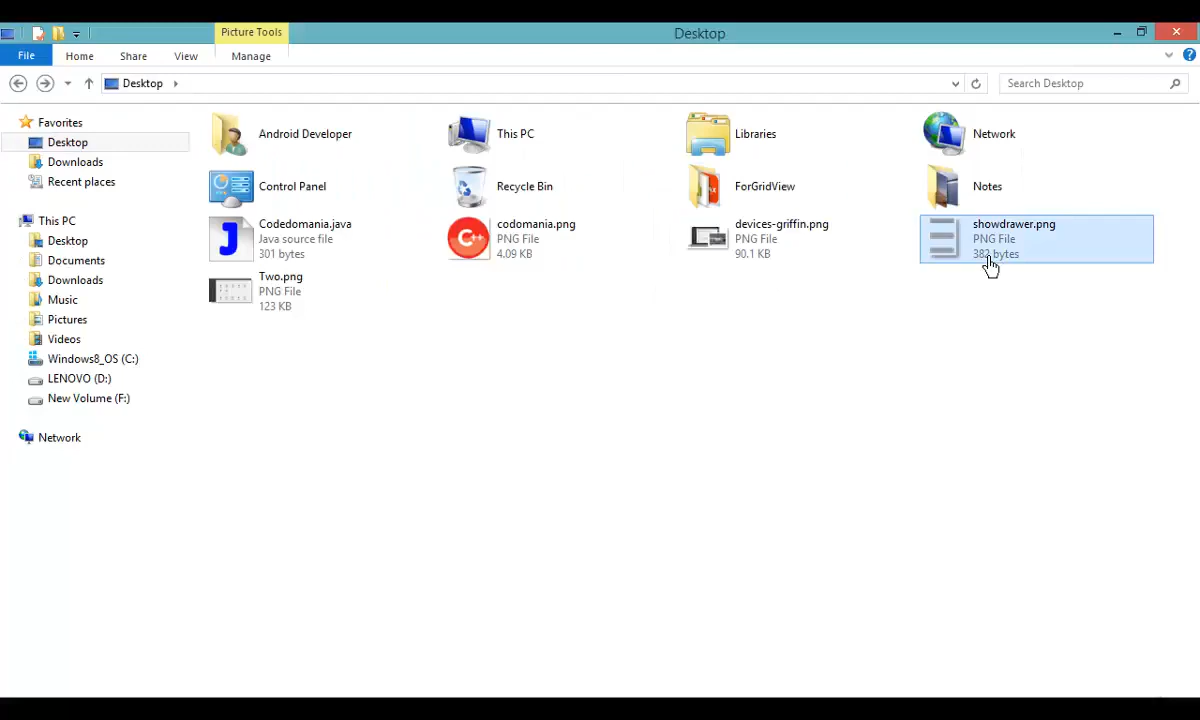 Picture Tools
Desktop
File
Home
Share
View
Manage
Desktop
Search Desktop
Favorites
Desktop
Downloads
Recent places
This PC
Desktop
Documents
Downloads
Music
Pictures
Videos
Windows8_OS (C:)
LENOVO (D:)
New Volume (F:)
Network
Android Developer
This PC
Libraries
Network
Control Panel
Recycle Bin
ForGridView
Notes
Codedomania.java
Java source file
301 bytes
codomania.png
PNG File
4.09 KB
devices-griffin.png
PNG File
90.1 KB
showdrawer.png
PNG File
382 bytes
Two.png
PNG File
123 KB